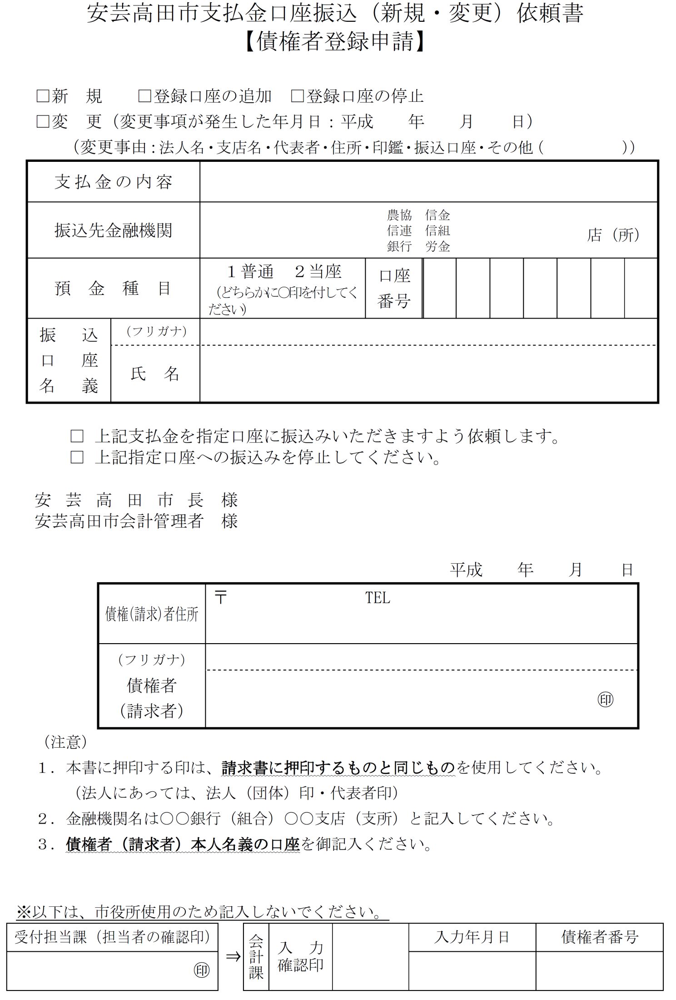 安芸高田市支払金口座振込（新規・変更）依頼書
【債権者登録申請】
□新　規　　□登録口座の追加　□登録口座の停止
□変　更（変更事項が発生した年月日：平成　　年　　月　　日）
（変更事由：法人名・支店名・代表者・住所・印鑑・振込口座・その他（　　　　　））
支払金の内容
振込先金融機関
農協　信金
信連　信組
銀行　労金
店（所）
預　金　種　目
１普通　２当座
（どちらかに〇印を付してく
ださい）
口座
番号
振　込
口　座
名　義
（フリガナ）
氏　名
□ 上記支払金を指定口座に振込みいただきますよう依頼します。
□ 上記指定口座への振込みを停止してください。
安 芸 高 田 市 長　様
安芸高田市会計管理者　様
平成　　年　　月　　日
債権(請求)者住所
〒　　　　　　　　TEL
（フリガナ）
債権者
（請求者）
㊞
（注意）
１．本書に押印する印は、請求書に押印するものと同じものを使用してください。
（法人にあっては、法人（団体）印・代表者印）
２．金融機関名は〇〇銀行（組合）〇〇支店（支所）と記入してください。
３．債権者（請求者）本人名義の口座を御記入ください。
※以下は、市役所使用のため記入しないでください。
受付担当課（担当者の確認印）
㊞
⇒
会計課
入　力
確認印
入力年月日
債権者番号